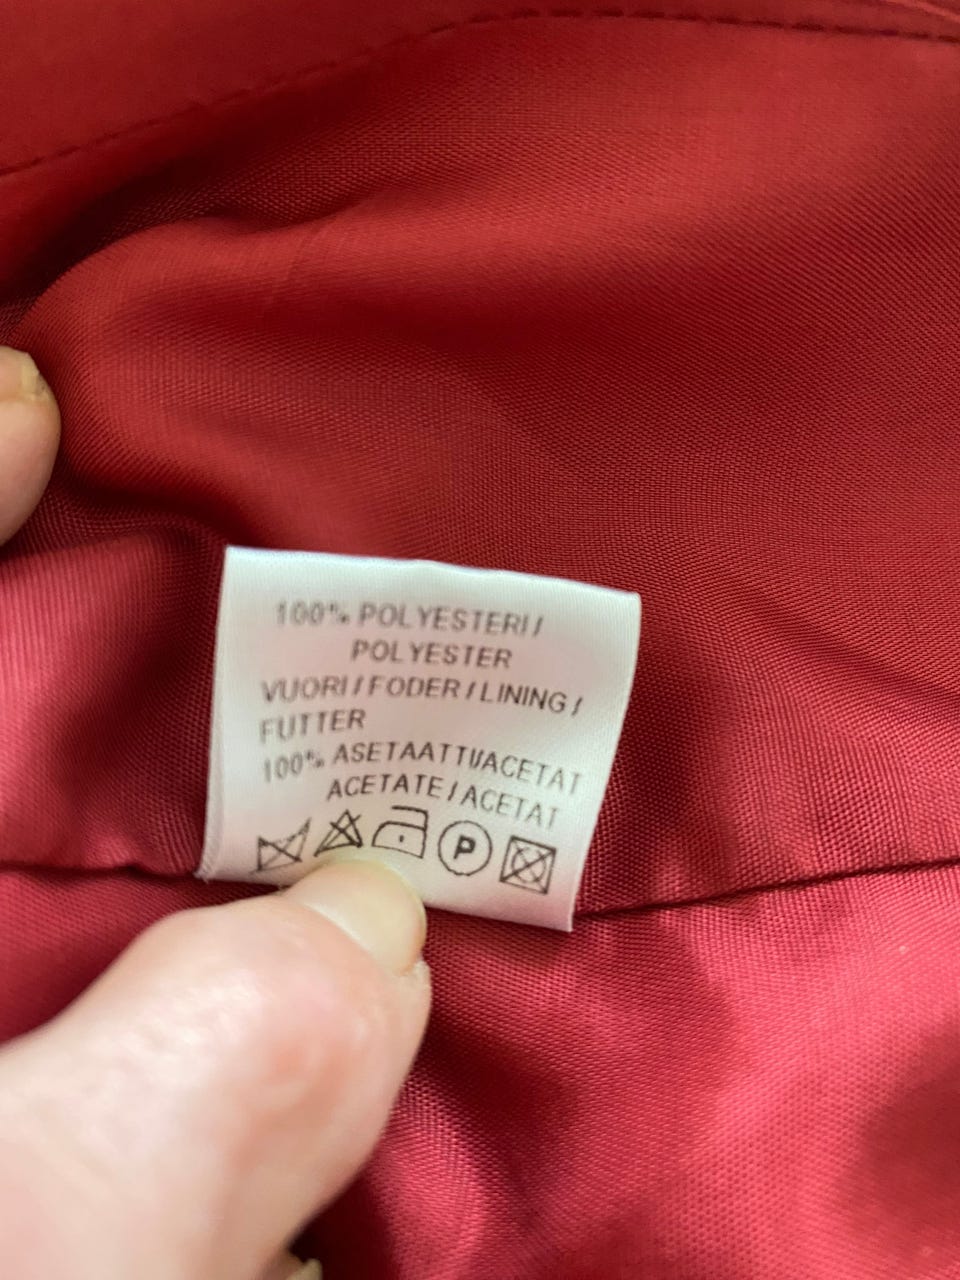 100% POLYESTERI/
POLYESTER
VUORI/FODER/LINING/
FUTTER
100% ASETAATTI/ACETAT
ACETATE/ACETAT
P